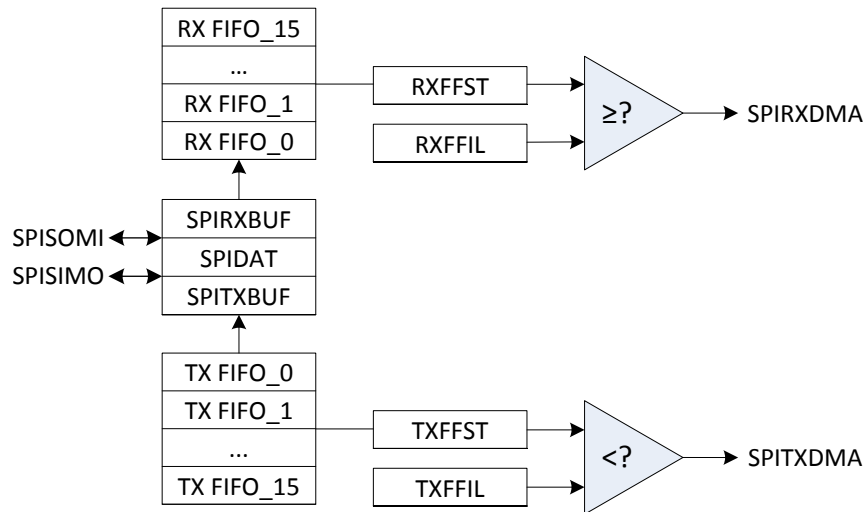 RX FIFO_15
...
RX FIFO_1
RX FIFO_0
RXFFST
RXFFIL
≥?
SPIRXDMA
SPISOMI
SPISIMO
SPIRXBUF
SPIDAT
SPITXBUF
TX FIFO_0
TX FIFO_1
...
TX FIFO_15
TXFFST
TXFFIL
<?
SPITXDMA